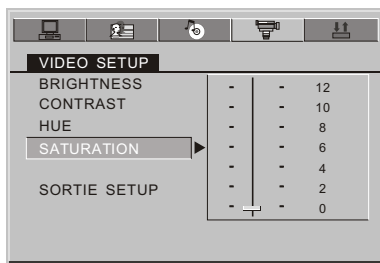 VIDEO SETUP
BRIGHTNESS
CONTRAST
HUE
SATURATION
SORTIE SETUP
- - 12
- - 10
- - 8
- - 6
- - 4
- - 2
- - 0